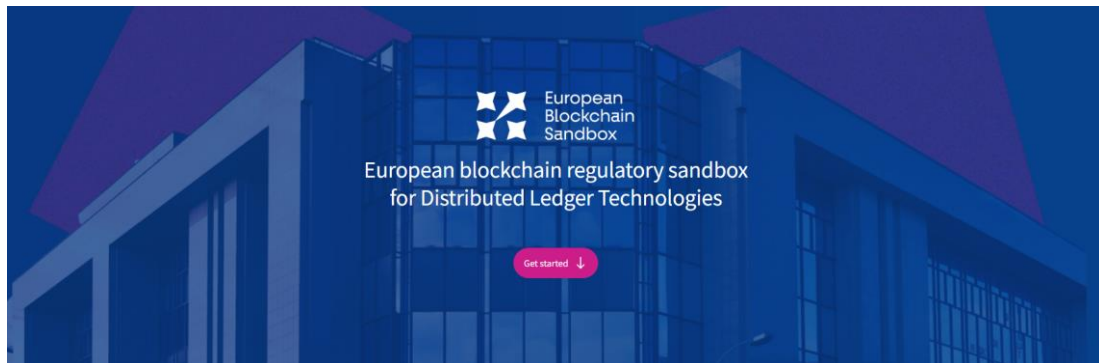 European
Blockchain
Sandbox
European blockchain regulatory sandbox
for Distributed Ledger Technologies
Get started